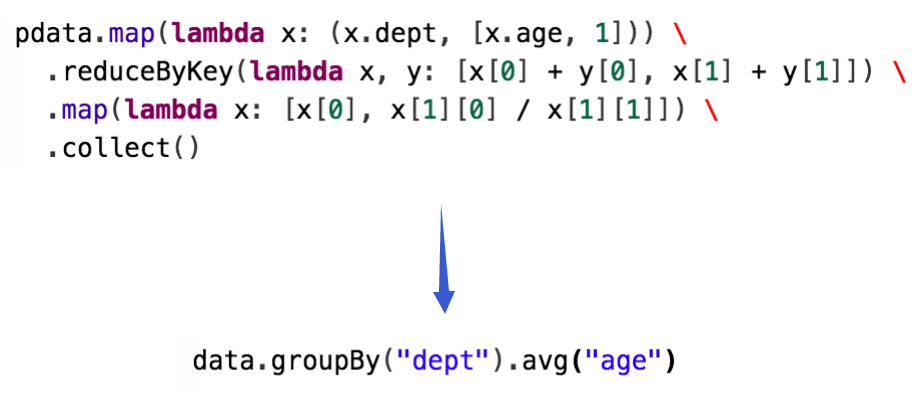 pdata.map(lambda x: (x.dept, [x.age, 1])) \
.reduceByKey(lambda x, y: [x[0] + y[0], x[1] + y[1]]) \
.map(lambda x: [x[0], x[1][0] / x[1][1]]) \
.collect()
data.groupBy("dept").avg("age")